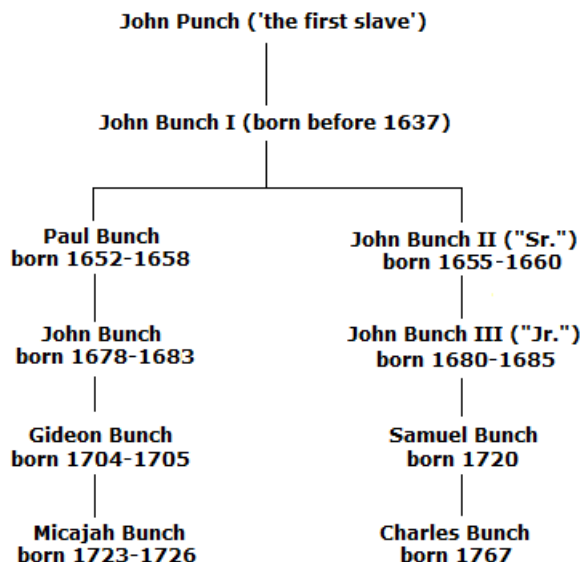 John Punch ('the first slave')
John Bunch I (born before 1637)
Paul Bunch
born 1652-1658
John Bunch II ("Sr.")
born 1655-1660
John Bunch
born 1678-1683
John Bunch III ("Jr.")
born 1680-1685
Gideon Bunch
born 1704-1705
Samuel Bunch
born 1720
Micajah Bunch
born 1723-1726
Charles Bunch
born 1767